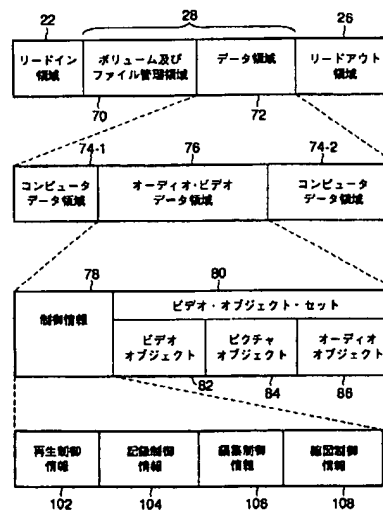 22
28
26
リードイン
領域
ボリューム及び
ファイル管理領域
データ領域
リードアウト
領域
70
72
74-1
76
74-2
コンピュータ
データ領域
オーディオ・ビデオ
データ領域
コンピュータ
データ領域
78
80
制御情報
ビデオ・オブジェクト・セット
ビデオ
オブジェクト
ピクチャ
オブジェクト
オーディオ
オブジェクト
82
84
86
再生制御
情報
記録制御
情報
編集制御
情報
縮図制御
情報
102
104
106
108